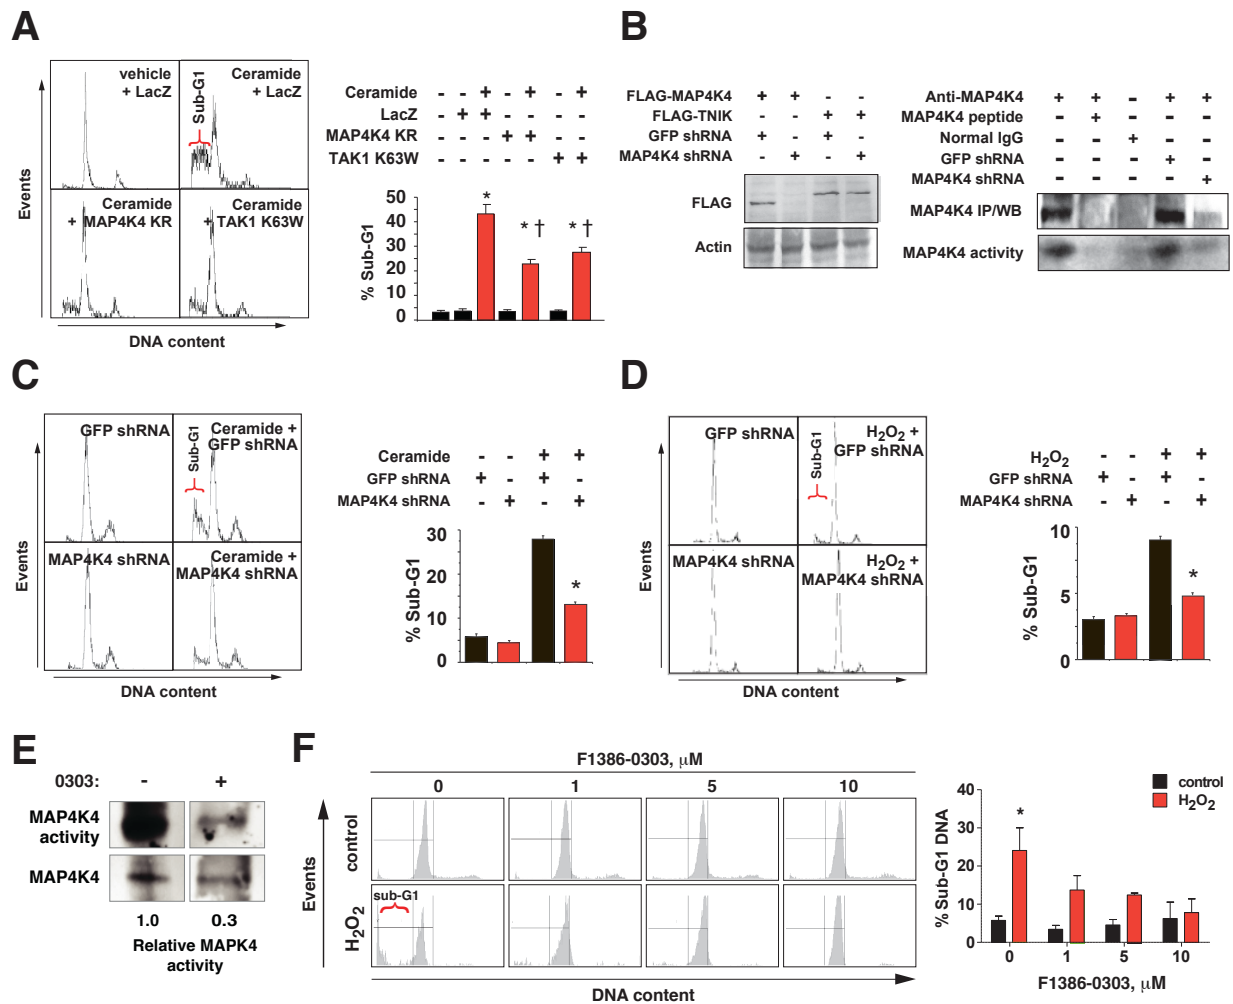 A
vehicle
+ LacZ
Sub-G1
Ceramide
+ LacZ
Ceramide
+ MAP4K4 KR
Ceramide
+ TAK1 K63W
Events
DNA content
Ceramide - - + - + - +
LacZ - + + - - - -
MAP4K4 KR - - - + + - -
TAK1 K63W - - - - - + +
% Sub-G1
50
40
30
20
10
0
*
* †
* †
B
FLAG-MAP4K4 + + - -
FLAG-TNIK - - + +
GFP shRNA + - + -
MAP4K4 shRNA - + - +
FLAG
Actin
Anti-MAP4K4 + + - + +
MAP4K4 peptide - + - - -
Normal IgG - - + - -
GFP shRNA - - - + -
MAP4K4 shRNA - - - - +
MAP4K4 IP/WB
MAP4K4 activity
C
GFP shRNA
Sub-G1
Ceramide +
GFP shRNA
MAP4K4 shRNA
Ceramide +
MAP4K4 shRNA
Events
DNA content
Ceramide - - + +
GFP shRNA + - + -
MAP4K4 shRNA - + - +
% Sub-G1
30
20
10
0
*
D
GFP shRNA
Sub-G1
H2O2 +
GFP shRNA
MAP4K4 shRNA
H2O2 +
MAP4K4 shRNA
Events
DNA content
H2O2 - - + +
GFP shRNA + - + -
MAP4K4 shRNA - + - +
% Sub-G1
10
5
0
*
E
0303: - +
MAP4K4
activity
MAP4K4
1.0 0.3
Relative MAPK4
activity
F
F1386-0303, µM
0 1 5 10
Events
control
H2O2
sub-G1
DNA content
control
H2O2
% Sub-G1 DNA
40
30
20
10
0
*
0 1 5 10
F1386-0303, µM